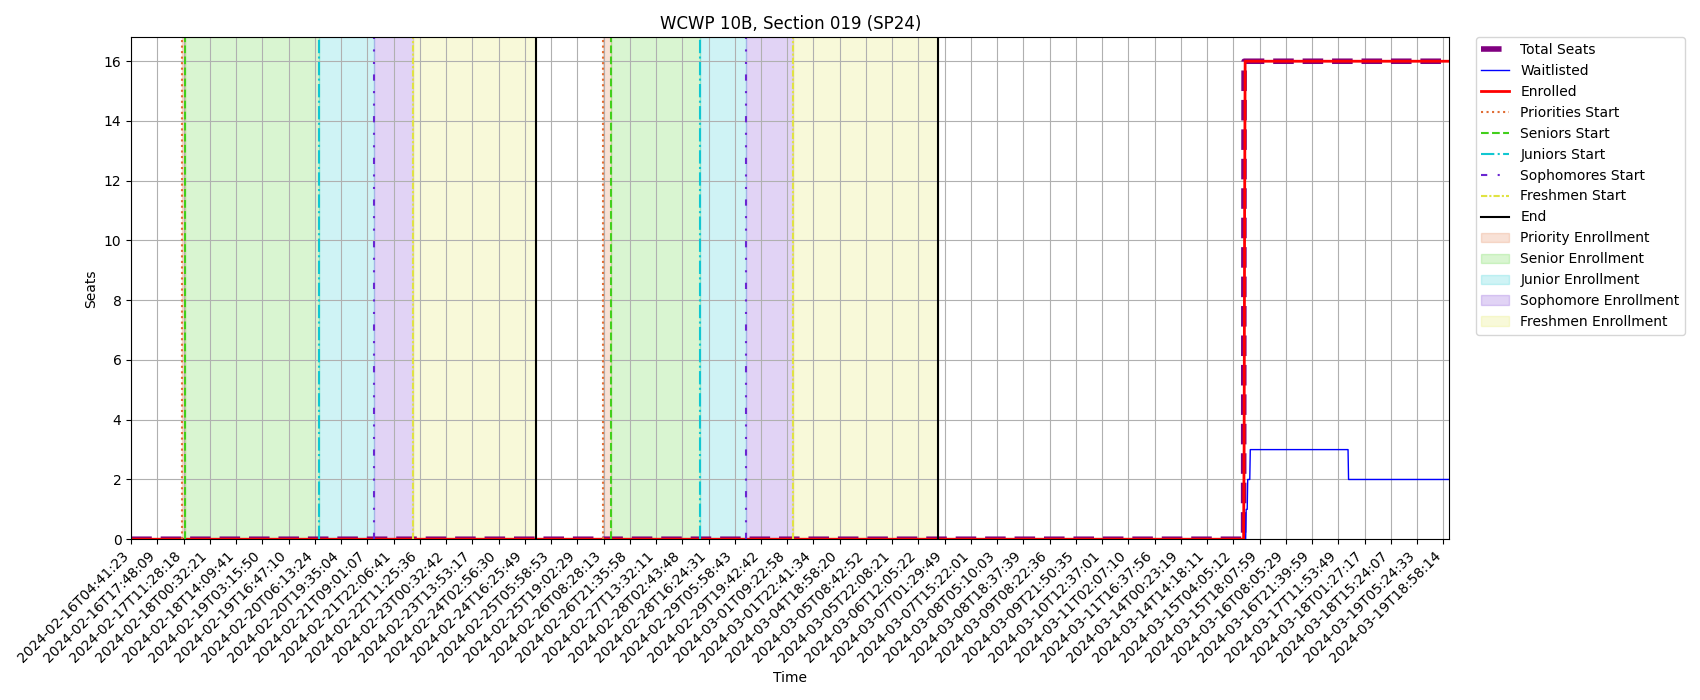 WCWP 10B, Section 019 (SP24)
Seats
16
14
12
10
8
6
4
2
0
2024-02-16T04:41:23
2024-02-16T17:48:09
2024-02-17T11:28:18
2024-02-18T00:32:21
2024-02-18T14:09:41
2024-02-19T03:15:50
2024-02-19T16:47:10
2024-02-20T06:13:24
2024-02-20T19:35:04
2024-02-21T09:01:07
2024-02-21T22:06:41
2024-02-22T11:25:36
2024-02-23T00:32:42
2024-02-23T13:53:17
2024-02-24T02:56:30
2024-02-24T16:25:49
2024-02-25T05:58:53
2024-02-25T19:02:29
2024-02-26T08:28:13
2024-02-26T21:35:58
2024-02-27T13:32:11
2024-02-28T02:43:48
2024-02-28T16:24:31
2024-02-29T05:58:43
2024-02-29T19:42:42
2024-03-01T09:22:58
2024-03-01T22:41:34
2024-03-04T18:58:20
2024-03-05T08:42:52
2024-03-05T22:08:21
2024-03-06T12:05:22
2024-03-07T01:29:49
2024-03-07T15:22:01
2024-03-08T05:10:03
2024-03-08T18:37:39
2024-03-09T08:22:36
2024-03-09T21:50:35
2024-03-10T12:37:01
2024-03-11T02:07:10
2024-03-11T16:37:56
2024-03-14T00:23:19
2024-03-14T14:18:11
2024-03-15T04:05:12
2024-03-15T18:07:59
2024-03-16T08:05:29
2024-03-16T21:39:59
2024-03-17T11:53:49
2024-03-18T01:27:17
2024-03-18T15:24:07
2024-03-19T05:24:33
2024-03-19T18:58:14
Time
Total Seats
Waitlisted
Enrolled
Priorities Start
Seniors Start
Juniors Start
Sophomores Start
Freshmen Start
End
Priority Enrollment
Senior Enrollment
Junior Enrollment
Sophomore Enrollment
Freshmen Enrollment